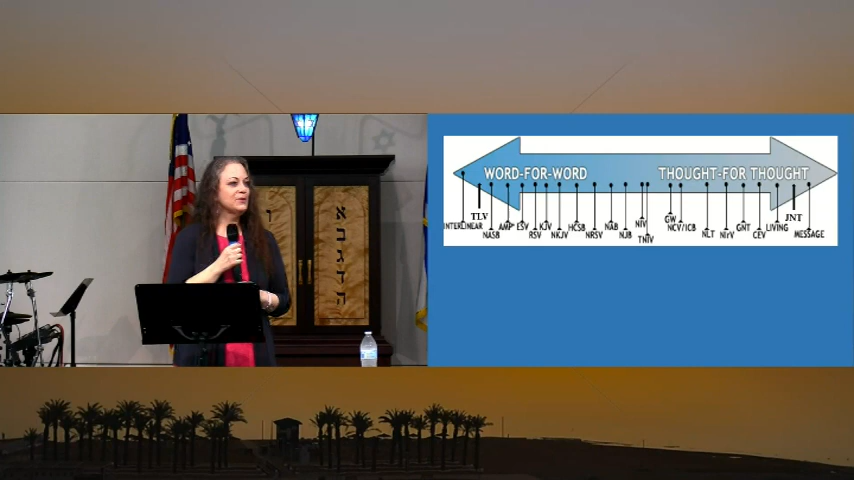 א
ב
ג
ד
ה
ו
WORD-FOR-WORD
THOUGHT-FOR THOUGHT
INTERLINEAR
TLV
NASB
AMP
ESV
RSV
KJV
NKJV
HCSB
NRSV
NAB
NJB
NIV
TNIV
GW
NCV/ICB
NLT
NIrV
GNT
CEV
LIVING
JNT
MESSAGE